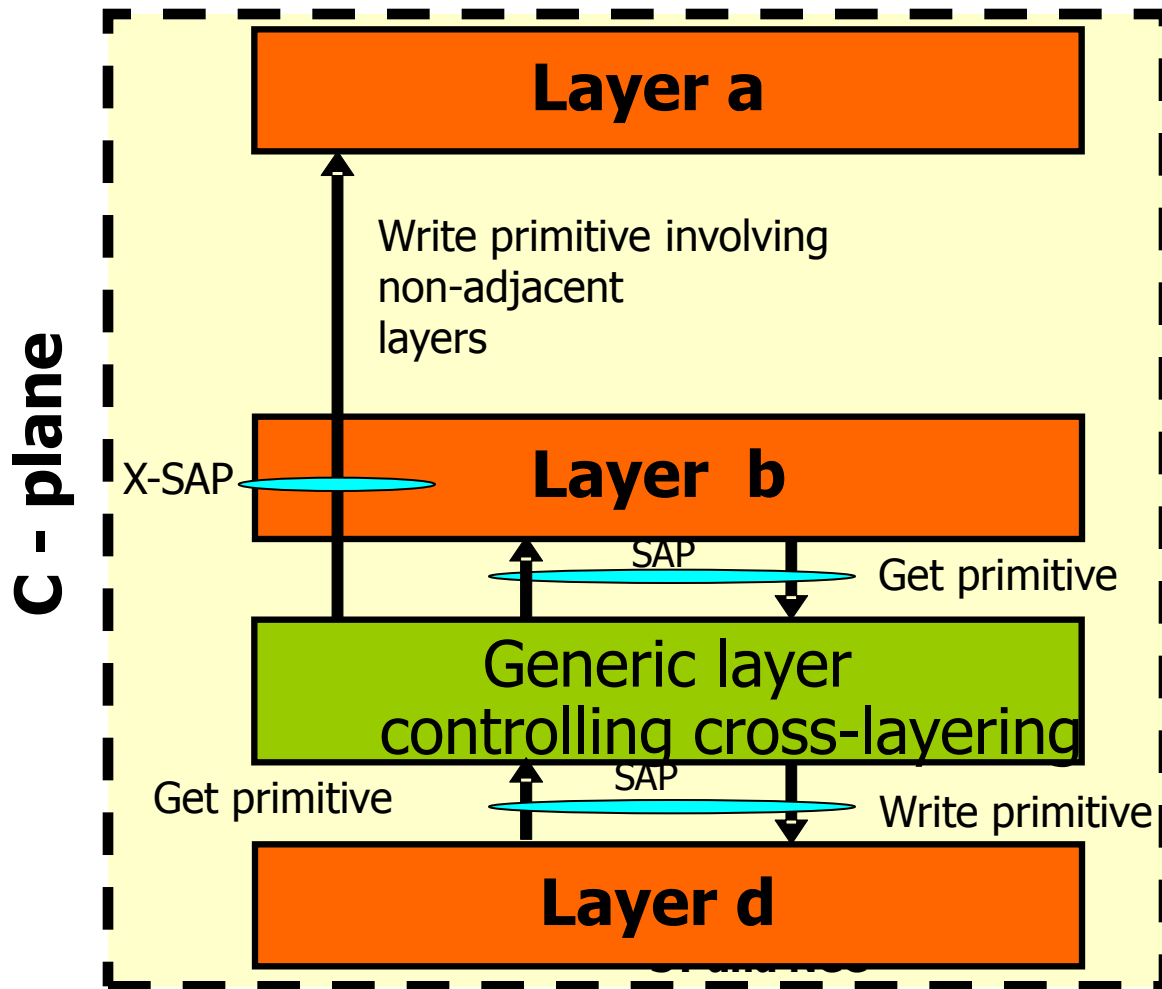 Layer a
Write primitive involving
non-adjacent
layers
C - plane
X-SAP
Layer b
SAP
Get primitive
Generic layer
controlling cross-layering
SAP
Get primitive
Write primitive
Layer d